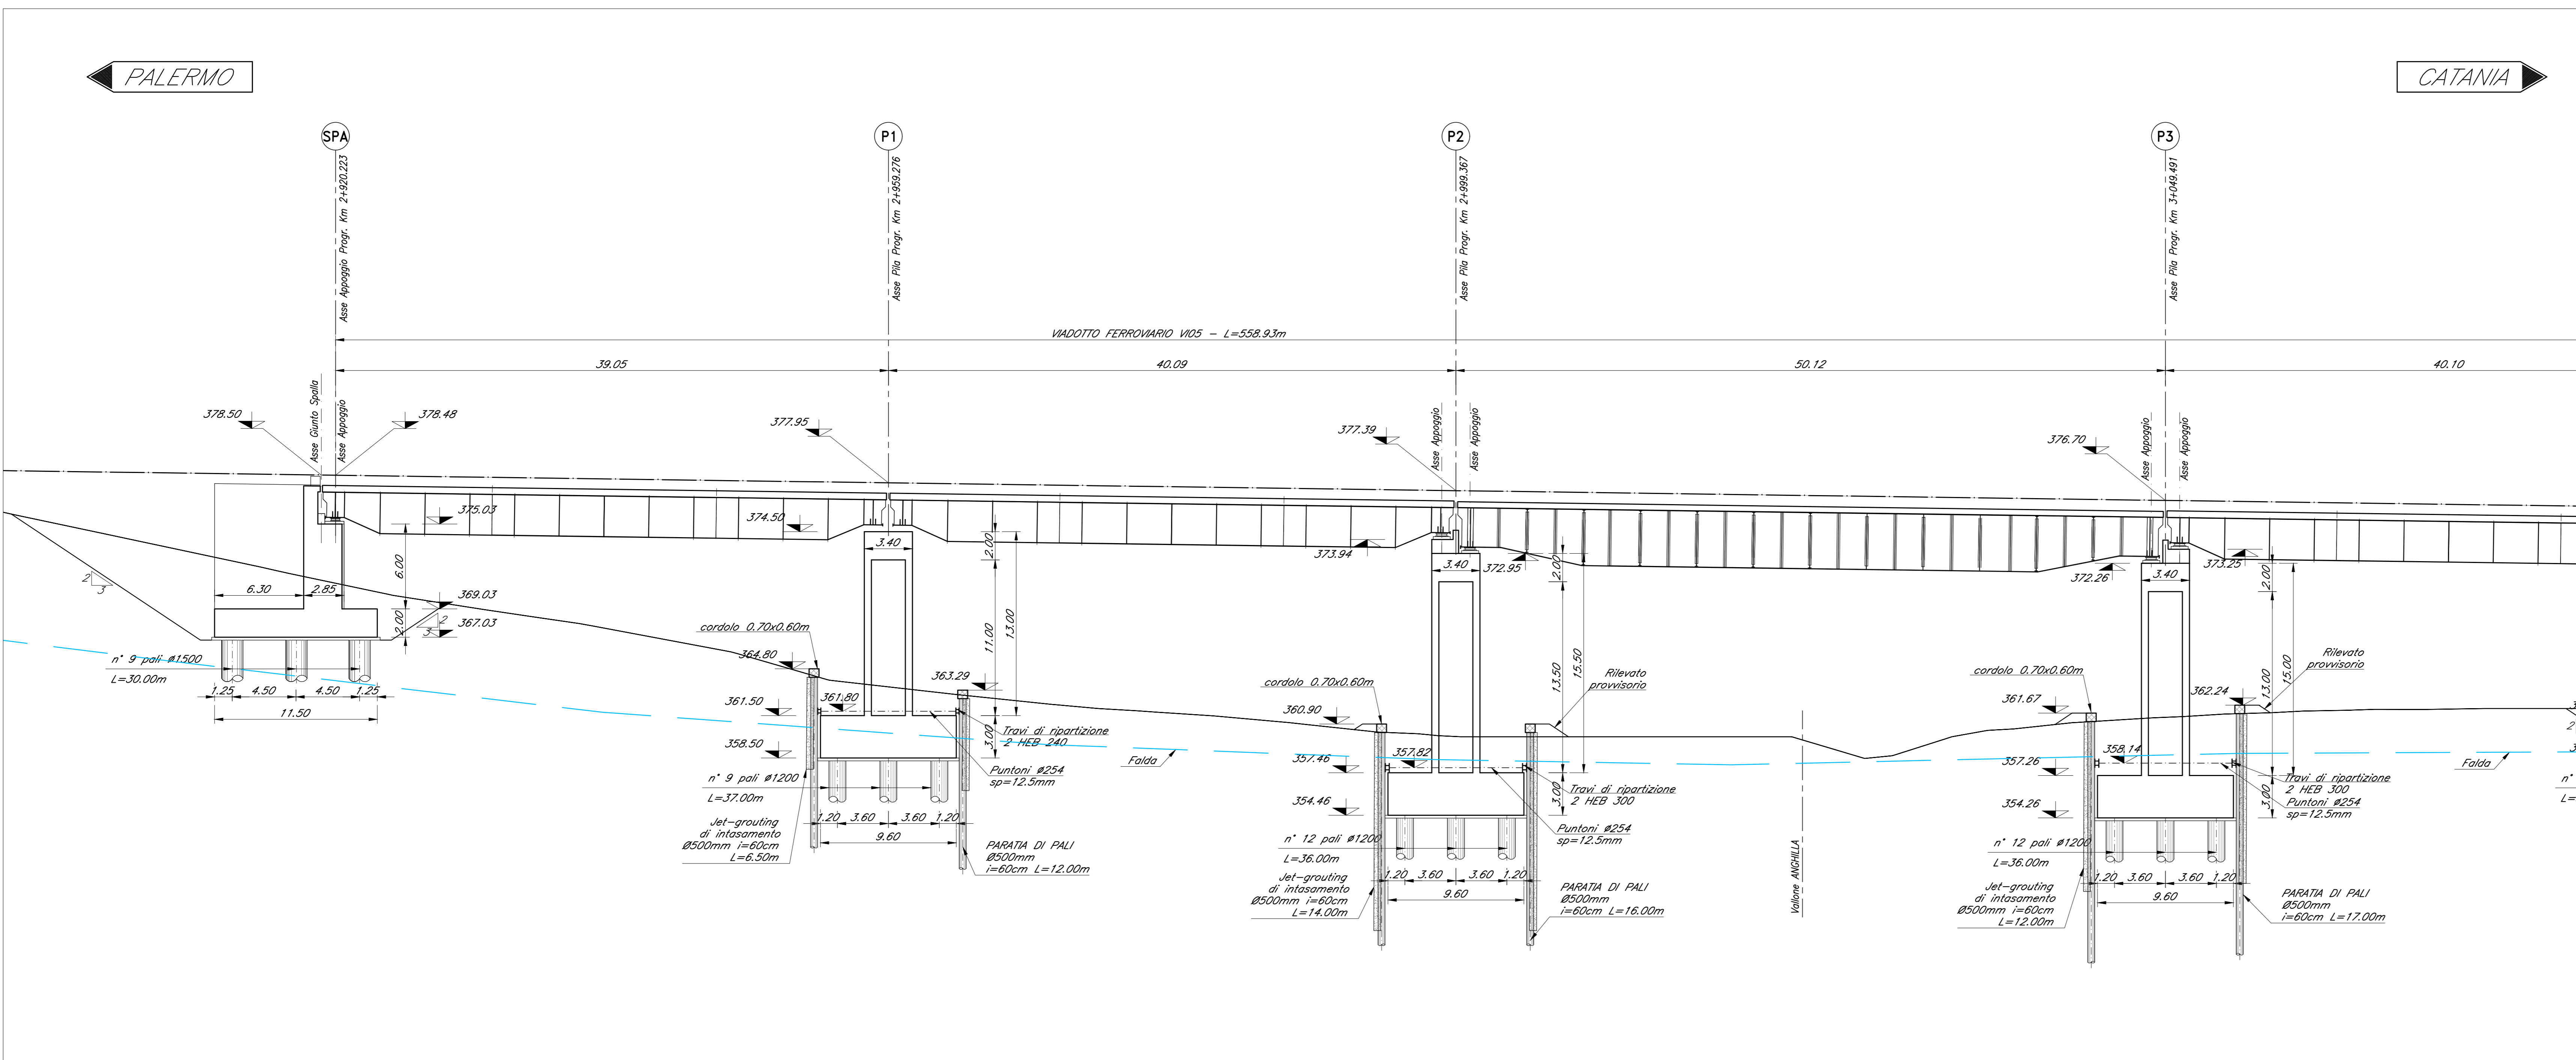 PALERMO
CATANIA
SPA
P1
P2
P3
Asse Appoggio Progr. Km 2+920.223
Asse Pila Progr. Km 2+959.276
Asse Pila Progr. Km 2+999.367
Asse Pila Progr. Km 3+049.491
VIADOTTO FERROVIARIO VI05 - L=558.93m
39.05
40.09
50.12
40.10
Asse Giunto Spalla
Asse Appoggio
378.50
378.48
377.95
377.39
Asse Appoggio
Asse Appoggio
376.70
Asse Appoggio
Asse Appoggio
375.03
6.00
6.30
2.85
369.03
2.00
367.03
2
3
2
3
n° 9 pali Ø1500
L=30.00m
1.25
4.50
4.50
1.25
11.50
374.50
3.40
2.00
11.00
13.00
cordolo 0.70x0.60m
364.80
363.29
361.50
361.80
358.50
3.00
Travi di ripartizione
2 HEB 240
Puntoni Ø254
sp=12.5mm
n° 9 pali Ø1200
L=37.00m
1.20
3.60
3.60
1.20
9.60
Jet-grouting
di intasamento
Ø500mm i=60cm
L=6.50m
PARATIA DI PALI
Ø500mm
i=60cm L=12.00m
Falda
373.94
3.40
372.95
2.00
13.50
15.50
Rilevato
provvisorio
cordolo 0.70x0.60m
360.90
357.46
357.82
354.46
3.00
Travi di ripartizione
2 HEB 300
Puntoni Ø254
sp=12.5mm
n° 12 pali Ø1200
L=36.00m
1.20
3.60
3.60
1.20
9.60
Jet-grouting
di intasamento
Ø500mm i=60cm
L=14.00m
PARATIA DI PALI
Ø500mm
i=60cm L=16.00m
Vallone ANGHILLA
372.26
3.40
373.25
2.00
13.00
15.00
Rilevato
provvisorio
cordolo 0.70x0.60m
361.67
362.24
357.26
358.14
354.26
3.00
Travi di ripartizione
2 HEB 300
Puntoni Ø254
sp=12.5mm
n° 12 pali Ø1200
L=36.00m
1.20
3.60
3.60
1.20
9.60
Jet-grouting
di intasamento
Ø500mm i=60cm
L=12.00m
PARATIA DI PALI
Ø500mm
i=60cm L=17.00m
Falda
2
n°
L=